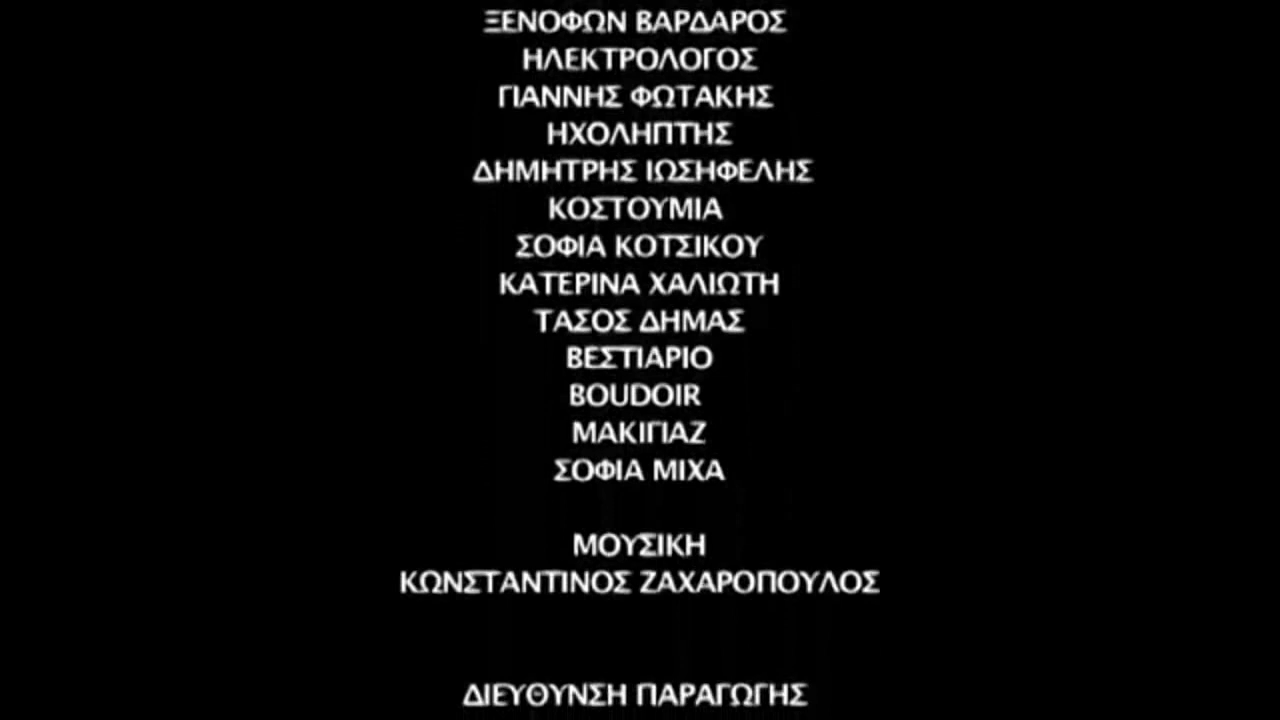 ΞΕΝΟΦΩΝ ΒΑΡΔΑΡΟΣ
ΗΛΕΚΤΡΟΛΟΓΟΣ
ΓΙΑΝΝΗΣ ΦΩΤΑΚΗΣ
ΗΧΟΛΗΠΤΗΣ
ΔΗΜΗΤΡΗΣ ΙΩΣΗΦΕΛΗΣ
ΚΟΣΤΟΥΜΙΑ
ΣΟΦΙΑ ΚΟΤΣΙΚΟΥ
ΚΑΤΕΡΙΝΑ ΧΑΛΙΩΤΗ
ΤΑΣΟΣ ΔΗΜΑΣ
ΒΕΣΤΙΑΡΙΟ
BOUDOIR
ΜΑΚΙΓΙΑΖ
ΣΟΦΙΑ ΜΙΧΑ
ΜΟΥΣΙΚΗ
ΚΩΝΣΤΑΝΤΙΝΟΣ ΖΑΧΑΡΟΠΟΥΛΟΣ
ΔΙΕΥΘΥΝΣΗ ΠΑΡΑΓΩΓΗΣ